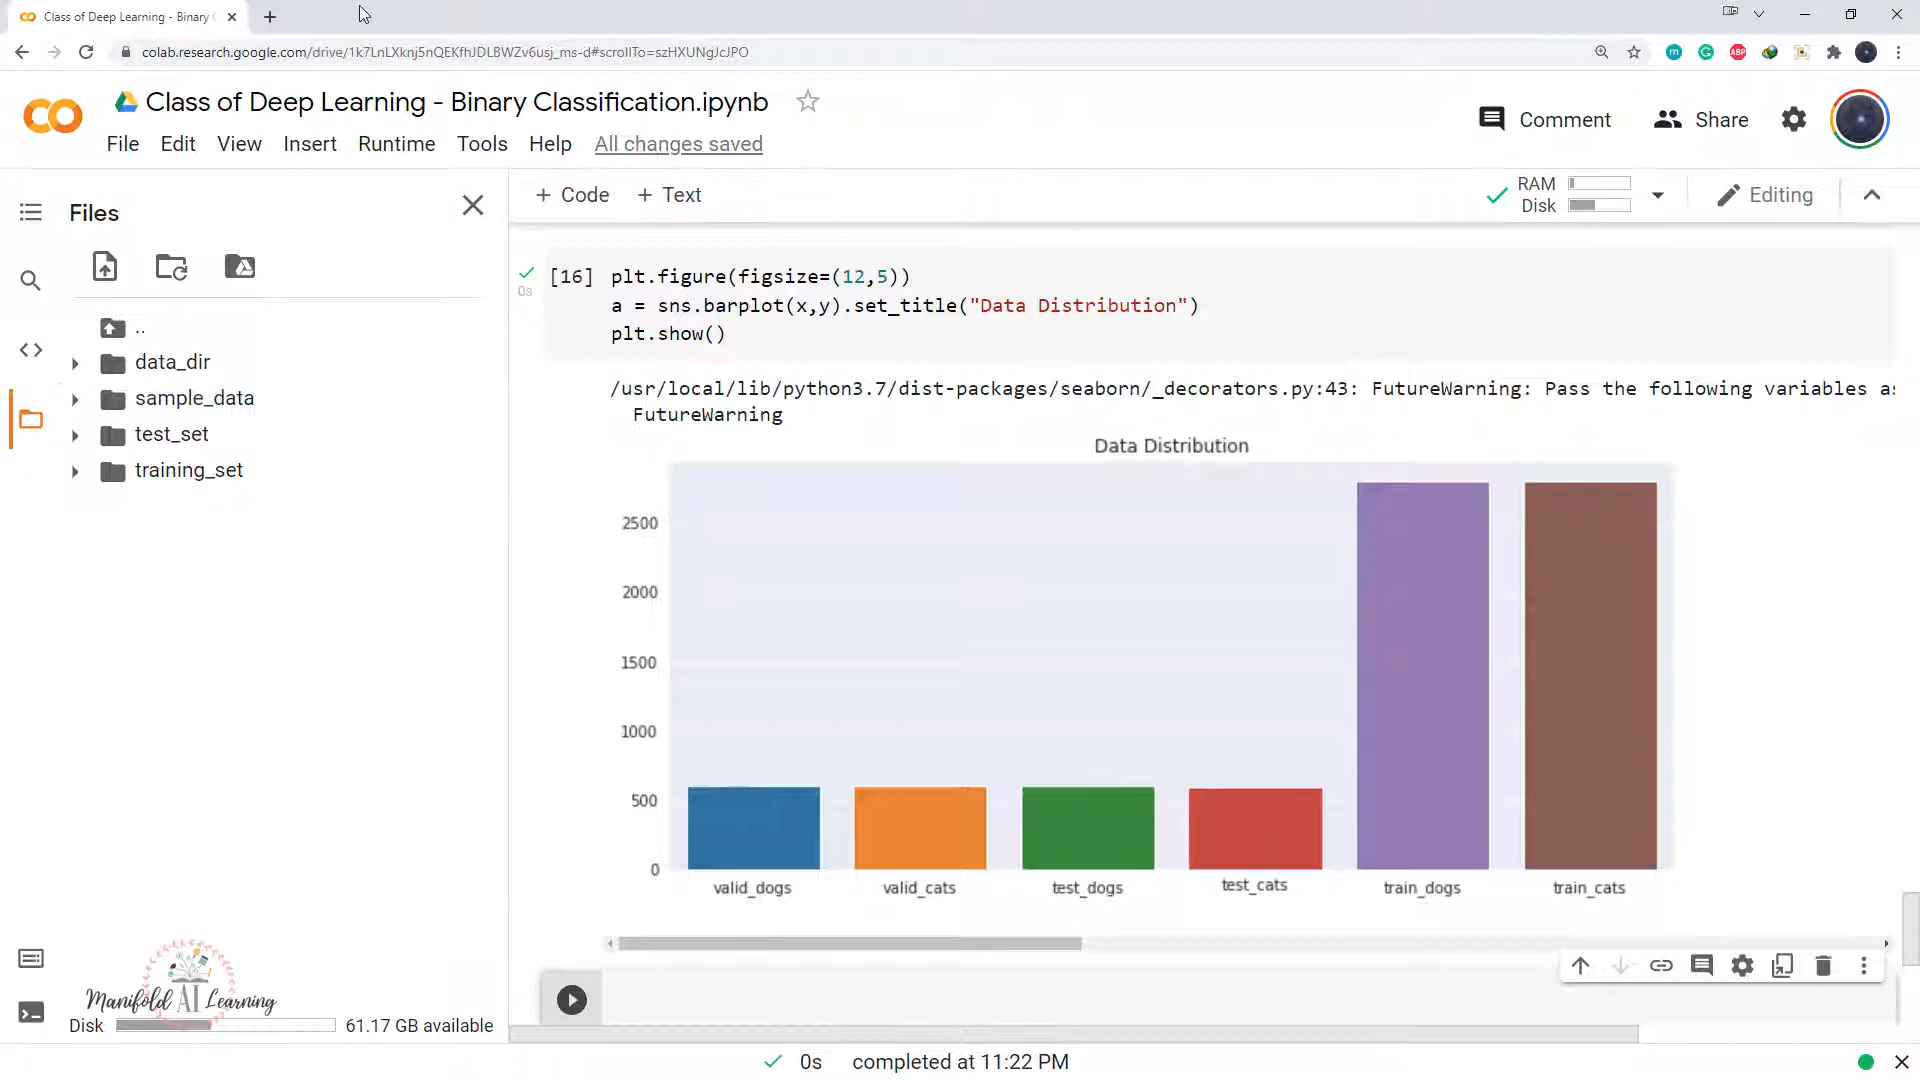 Class of Deep Learning - Binary C
colab.research.google.com/drive/1k7LnLXknj5nQEKfhJDLBWZv6usj_ms-d#scrollTo=szHXUNgJcJPO
ABP
Class of Deep Learning - Binary Classification.ipynb
Comment
Share
File Edit View Insert Runtime Tools Help All changes saved
Files
+ Code + Text
RAM
Disk
Editing
..
data_dir
sample_data
test_set
training_set
[16] plt.figure(figsize=(12,5))
0s
a = sns.barplot(x,y).set_title("Data Distribution")
plt.show()
/usr/local/lib/python3.7/dist-packages/seaborn/_decorators.py:43: FutureWarning: Pass the following variables as
FutureWarning
Data Distribution
2500
2000
1500
1000
500
0
valid_dogs valid_cats test_dogs test_cats train_dogs train_cats
Manifold AI Learning
Disk 61.17 GB available
0s completed at 11:22 PM